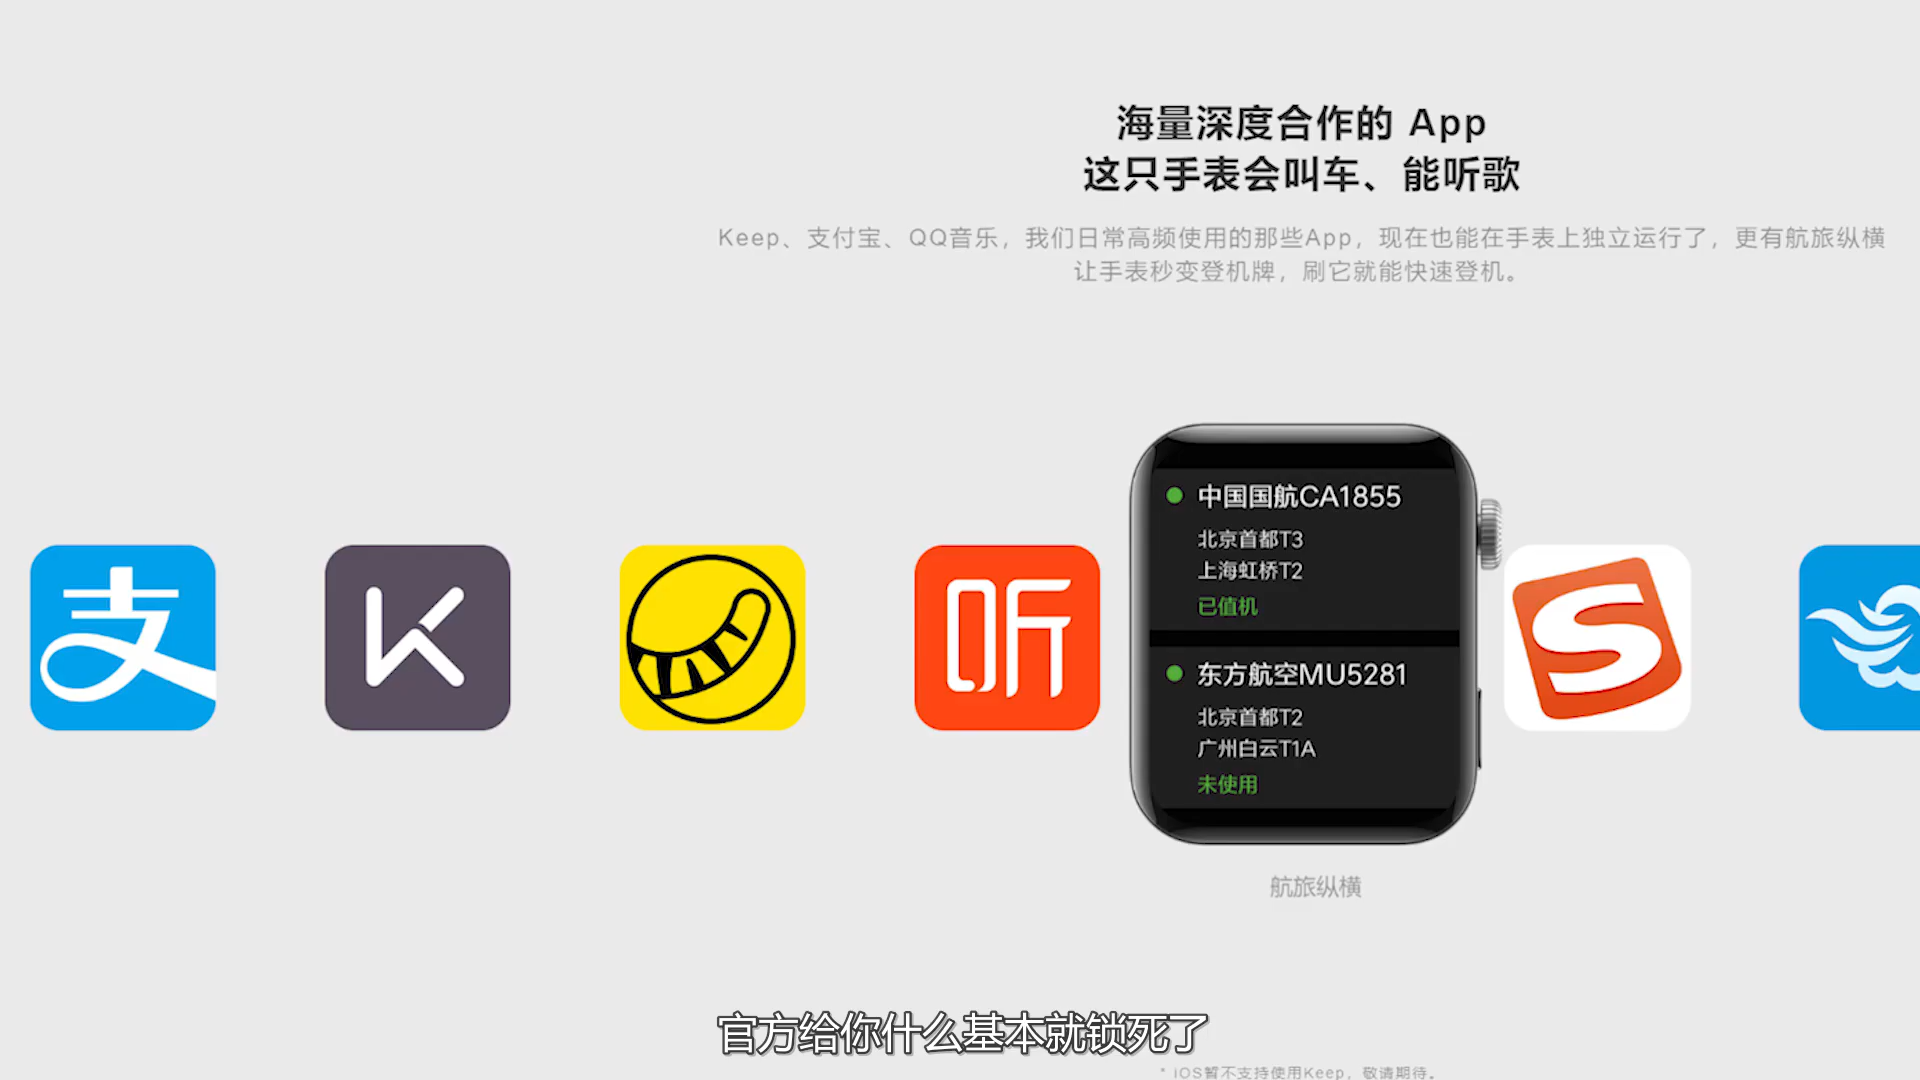 海量深度合作的 App
这只手表会叫车、能听歌
Keep、支付宝、QQ音乐，我们日常高频使用的那些App，现在也能在手表上独立运行了，更有航旅纵横
让手表秒变登机牌，刷它就能快速登机。
支
听
中国国航CA1855
北京首都T3
上海虹桥T2
已值机
东方航空MU5281
北京首都T2
广州白云T1A
未使用
S
航旅纵横
官方给你什么基本就锁死了
* iOS暂不支持使用Keep，敬请期待。